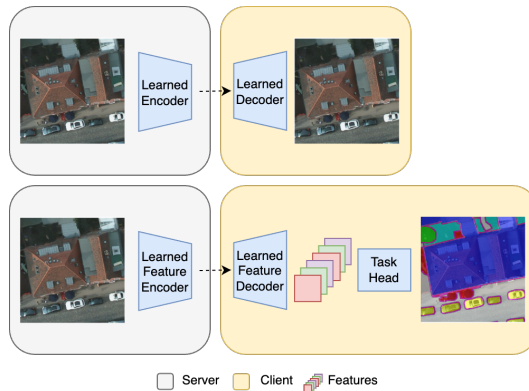 Learned
Encoder
Learned
Decoder
Learned
Feature
Encoder
Learned
Feature
Decoder
Task
Head
Server
Client
Features